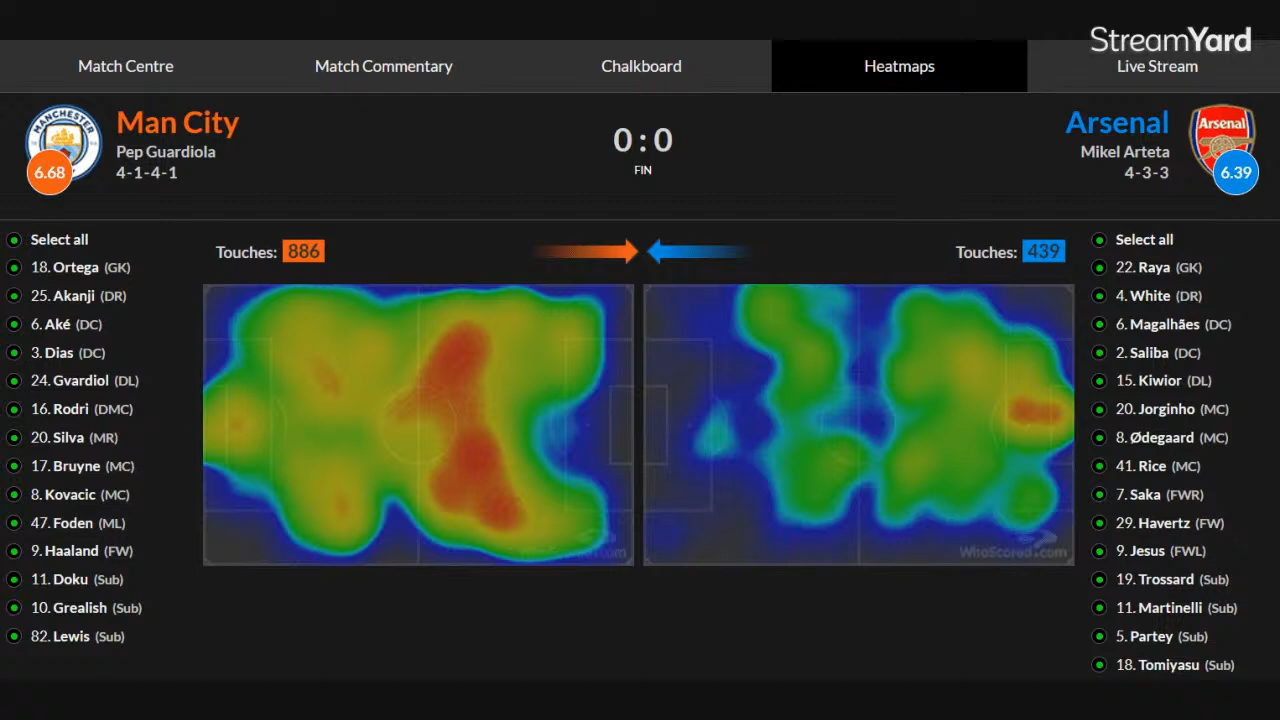 StreamYard
Match Centre
Match Commentary
Chalkboard
Heatmaps
Live Stream
MANCHESTER
6.68
Man City
Pep Guardiola
4-1-4-1
0 : 0
FIN
Arsenal
Mikel Arteta
4-3-3
Arsenal
6.39
Touches: 886
Touches: 439
Select all
18. Ortega (GK)
25. Akanji (DR)
6. Aké (DC)
3. Dias (DC)
24. Gvardiol (DL)
16. Rodri (DMC)
20. Silva (MR)
17. Bruyne (MC)
8. Kovacic (MC)
47. Foden (ML)
9. Haaland (FW)
11. Doku (Sub)
10. Grealish (Sub)
82. Lewis (Sub)
WhoScored.com
Select all
22. Raya (GK)
4. White (DR)
6. Magalhães (DC)
2. Saliba (DC)
15. Kiwior (DL)
20. Jorginho (MC)
8. Ødegaard (MC)
41. Rice (MC)
7. Saka (FWR)
29. Havertz (FW)
9. Jesus (FWL)
19. Trossard (Sub)
11. Martinelli (Sub)
5. Partey (Sub)
18. Tomiyasu (Sub)